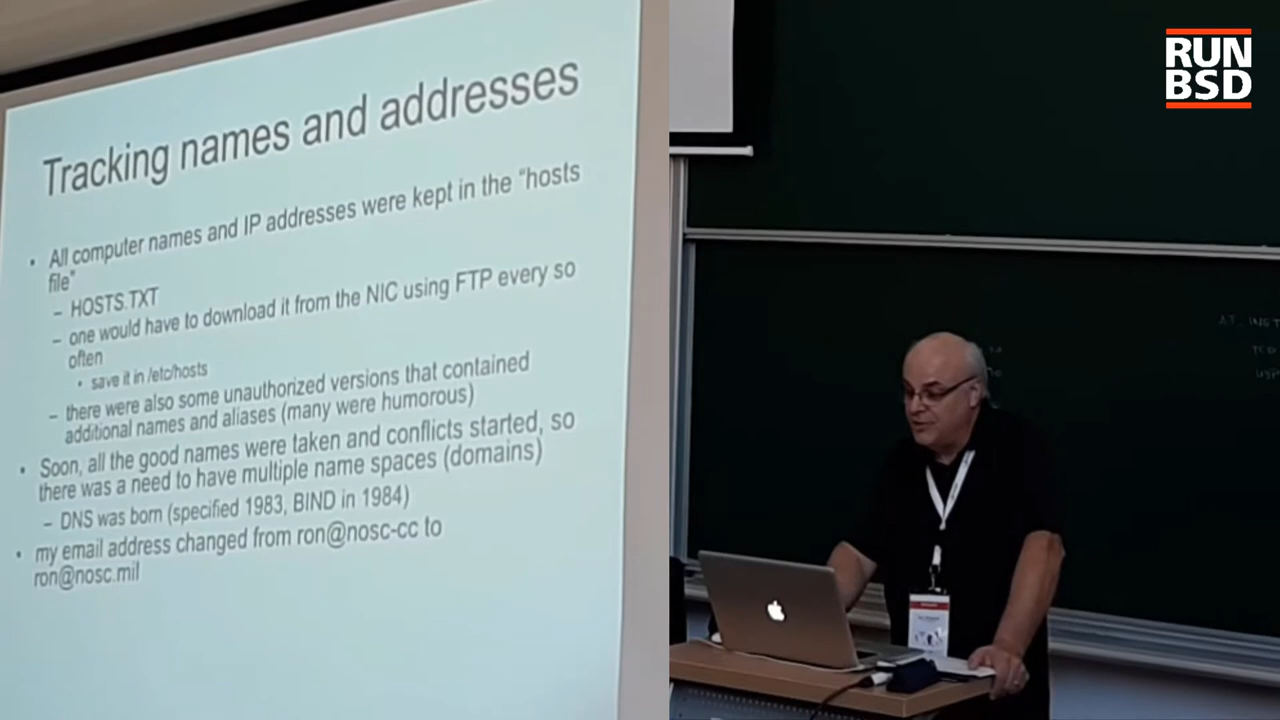 Tracking names and addresses
• All computer names and IP addresses were kept in the “hosts
file”
– HOSTS.TXT
– one would have to download it from the NIC using FTP every so
often
• save it in /etc/hosts
– there were also some unauthorized versions that contained
additional names and aliases (many were humorous)
• Soon, all the good names were taken and conflicts started, so
there was a need to have multiple name spaces (domains)
– DNS was born (specified 1983, BIND in 1984)
• my email address changed from ron@nosc-cc to
ron@nosc.mil
RUN
BSD